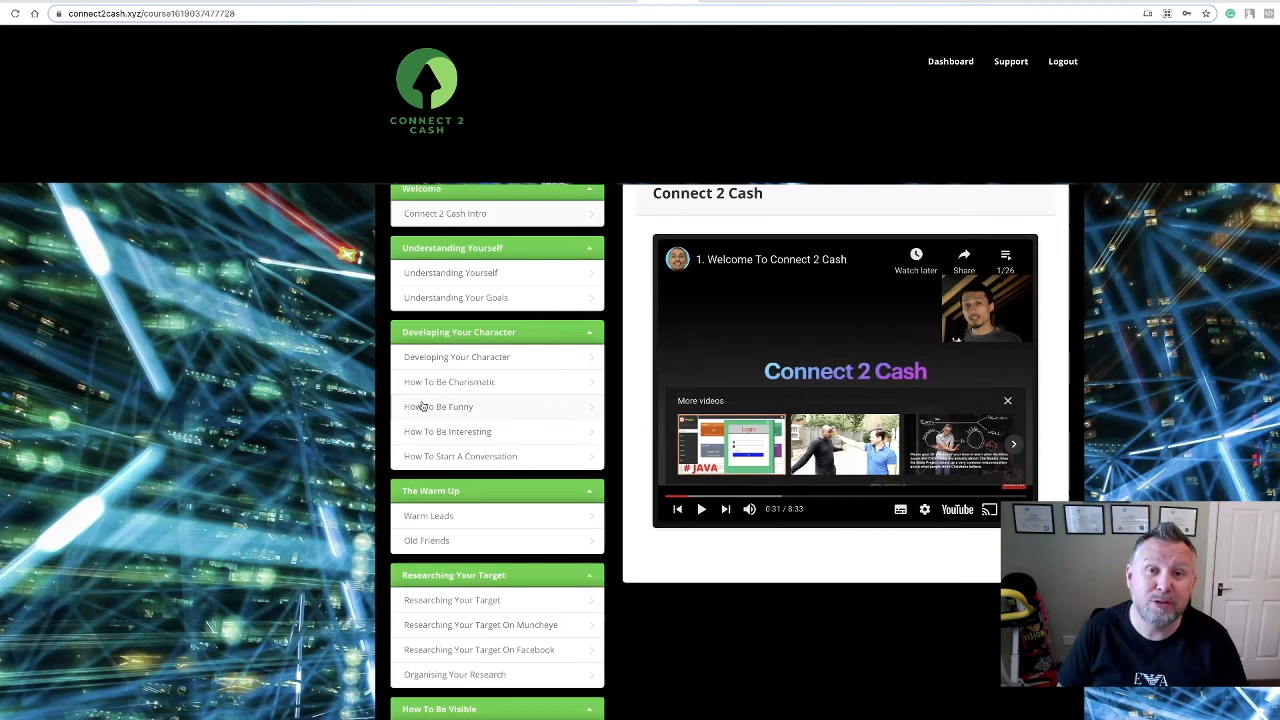 connect2cash.xyz/course1619037477728
CONNECT 2
CASH
Dashboard
Support
Logout
Welcome
Connect 2 Cash Intro
Understanding Yourself
Understanding Yourself
Understanding Your Goals
Developing Your Character
Developing Your Character
How To Be Charismatic
How To Be Funny
How To Be Interesting
How To Start A Conversation
The Warm Up
Warm Leads
Old Friends
Researching Your Target
Researching Your Target
Researching Your Target On Muncheye
Researching Your Target On Facebook
Organising Your Research
How To Be Visible
Connect 2 Cash
1. Welcome To Connect 2 Cash
Watch later
Share
1/26
Connect 2 Cash
More videos
Login
# JAVA
0:31 / 8:33
YouTube
VISION